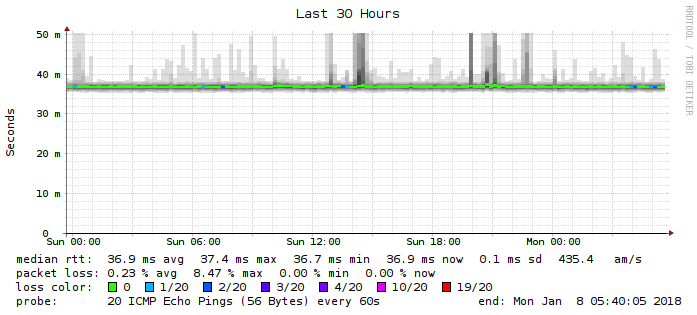 Last 30 Hours
RRDTOOL / TOBI OETIKER
Seconds
50 m
40 m
30 m
20 m
10 m
0
Sun 00:00 Sun 06:00 Sun 12:00 Sun 18:00 Mon 00:00
median rtt: 36.9 ms avg 37.4 ms max 36.7 ms min 36.9 ms now 0.1 ms sd 435.4 am/s
packet loss: 0.23 % avg 8.47 % max 0.00 % min 0.00 % now
loss color: 0 1/20 2/20 3/20 4/20 10/20 19/20
probe: 20 ICMP Echo Pings (56 Bytes) every 60s end: Mon Jan 8 05:40:05 2018